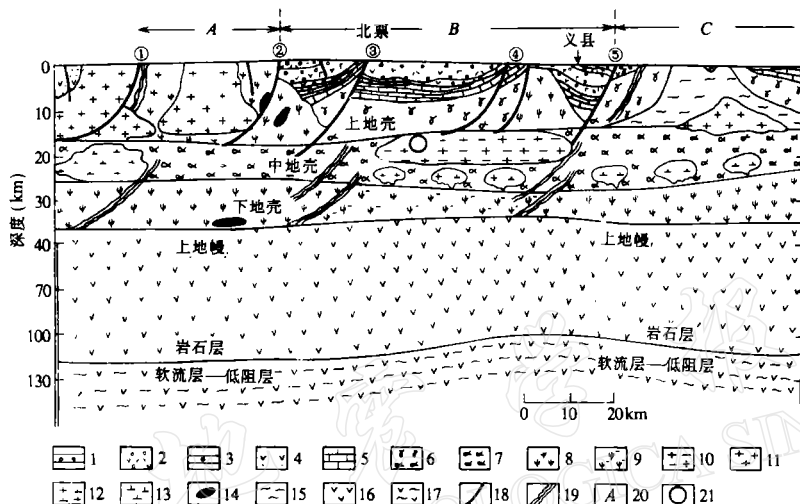 A 北票 B C
① ② ③ ④ 义县 ⑤
0
10
20
30
40
70
100
130
深度(km)
上地壳
中地壳
下地壳
上地幔 上地幔
岩石层 岩石层
软流层—低阻层 软流层—低阻层
0 10 20km
1 2 3 4 5 6 7 8 9 10 11
12 13 14 15 16 17 18 19 A 20 21
LOGICA SIN